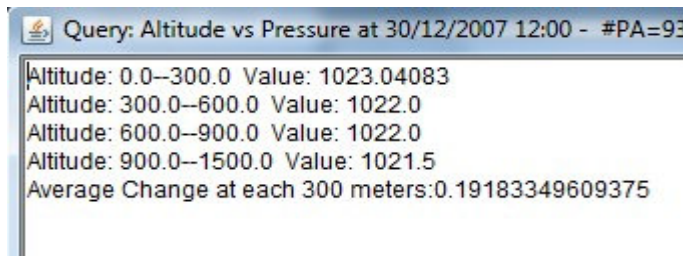 Query: Altitude vs Pressure at 30/12/2007 12:00 - #PA=93
Altitude: 0.0--300.0 Value: 1023.04083
Altitude: 300.0--600.0 Value: 1022.0
Altitude: 600.0--900.0 Value: 1022.0
Altitude: 900.0--1500.0 Value: 1021.5
Average Change at each 300 meters:0.19183349609375